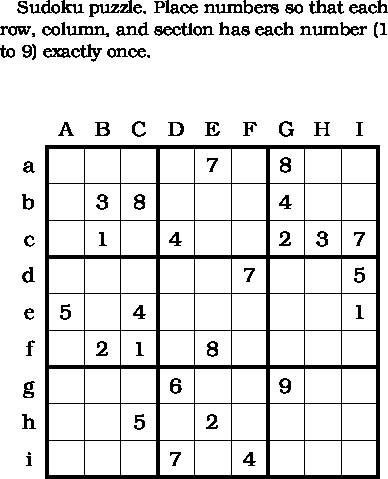 Sudoku puzzle. Place numbers so that each
row, column, and section has each number (1
to 9) exactly once.
A B C D E F G H I
a 7 8
b 3 8 4
c 1 4 2 3 7
d 7 5
e 5 4 1
f 2 1 8
g 6 9
h 5 2
i 7 4